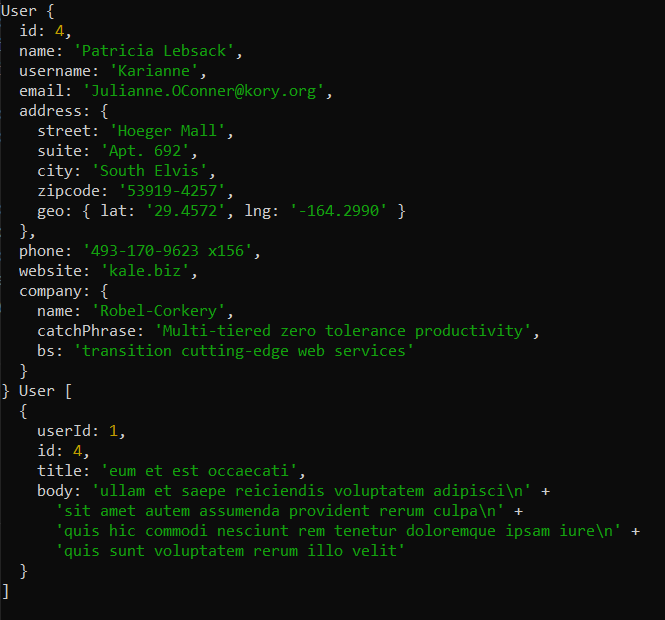 User {
  id: 4,
  name: 'Patricia Lebsack',
  username: 'Karianne',
  email: 'Julianne.OConner@kory.org',
  address: {
    street: 'Hoeger Mall',
    suite: 'Apt. 692',
    city: 'South Elvis',
    zipcode: '53919-4257',
    geo: { lat: '29.4572', lng: '-164.2990' }
  },
  phone: '493-170-9623 x156',
  website: 'kale.biz',
  company: {
    name: 'Robel-Corkery',
    catchPhrase: 'Multi-tiered zero tolerance productivity',
    bs: 'transition cutting-edge web services'
  }
} User [
  {
    userId: 1,
    id: 4,
    title: 'eum et est occaecati',
    body: 'ullam et saepe reiciendis voluptatem adipisci\n' +
      'sit amet autem assumenda provident rerum culpa\n' +
      'quis hic commodi nesciunt rem tenetur doloremque ipsam iure\n' +
      'quis sunt voluptatem rerum illo velit'
  }
]